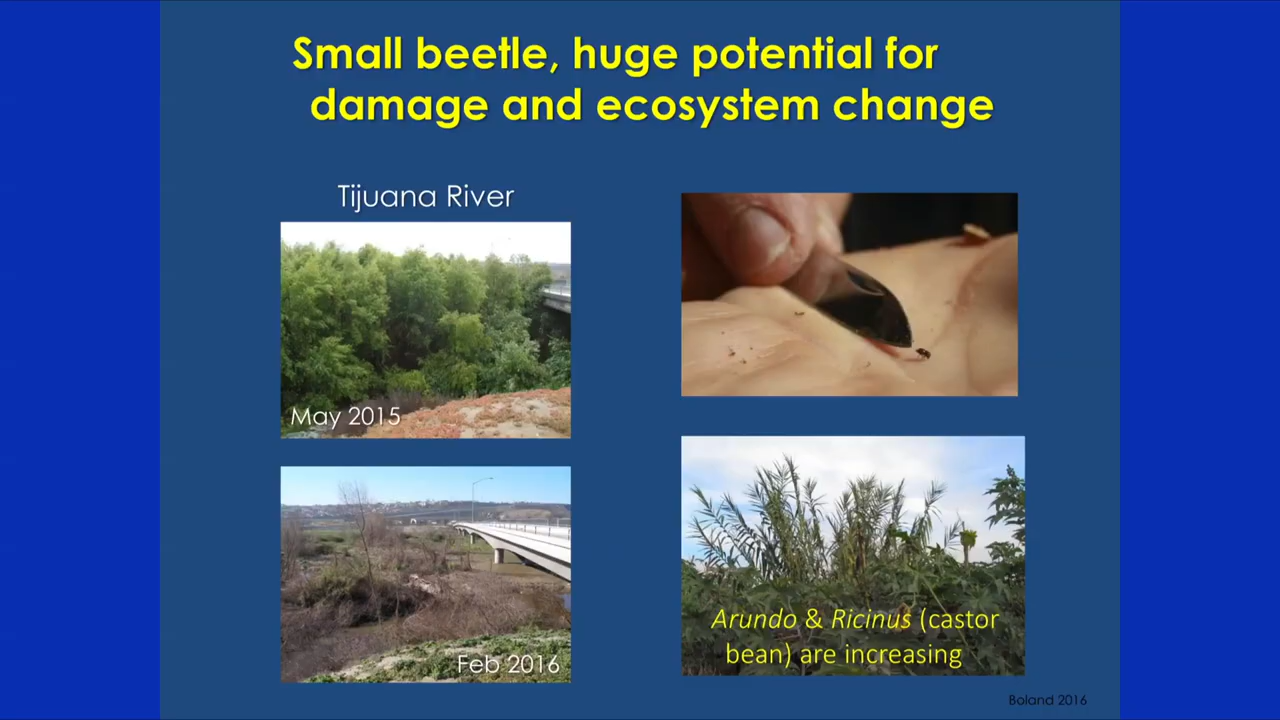 Small beetle, huge potential for
damage and ecosystem change
Tijuana River
May 2015
Feb 2016
Arundo & Ricinus (castor
bean) are increasing
Boland 2016